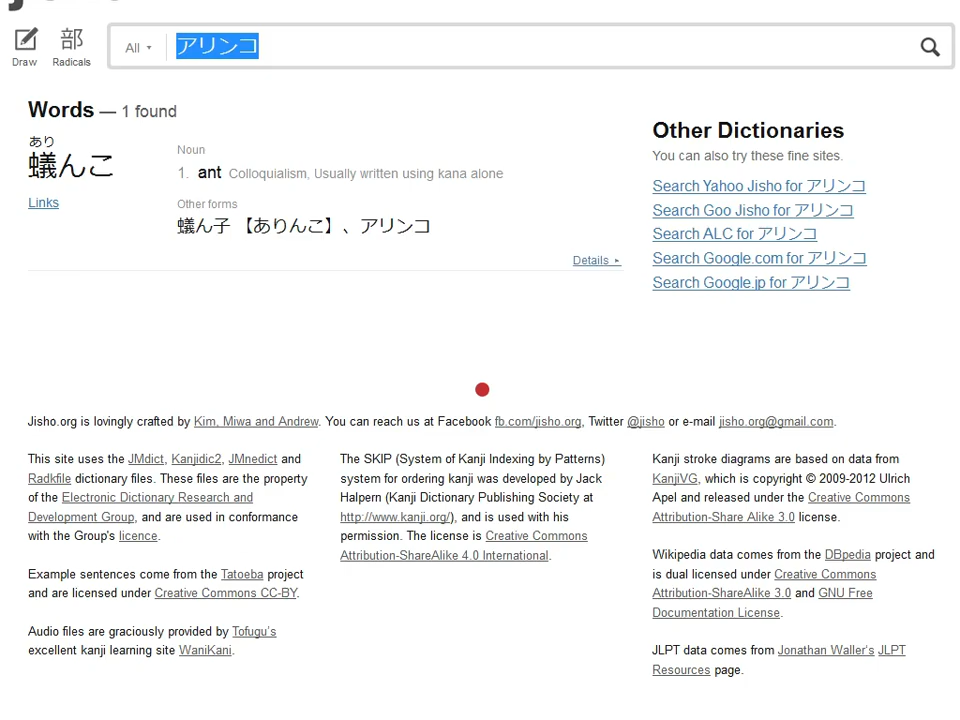 Draw
部
Radicals
All ▾
アリンコ
Words — 1 found
あり
蟻んこ
Links
Noun
1. ant Colloquialism, Usually written using kana alone
Other forms
蟻ん子 【ありんこ】、アリンコ
Details ▸
Other Dictionaries
You can also try these fine sites.
Search Yahoo Jisho for アリンコ
Search Goo Jisho for アリンコ
Search ALC for アリンコ
Search Google.com for アリンコ
Search Google.jp for アリンコ
Jisho.org is lovingly crafted by Kim, Miwa and Andrew. You can reach us at Facebook fb.com/jisho.org, Twitter @jisho or e-mail jisho.org@gmail.com.
This site uses the JMdict, Kanjidic2, JMnedict and
Radkfile dictionary files. These files are the property
of the Electronic Dictionary Research and
Development Group, and are used in conformance
with the Group's licence.
Example sentences come from the Tatoeba project
and are licensed under Creative Commons CC-BY.
Audio files are graciously provided by Tofugu's
excellent kanji learning site WaniKani.
The SKIP (System of Kanji Indexing by Patterns)
system for ordering kanji was developed by Jack
Halpern (Kanji Dictionary Publishing Society at
http://www.kanji.org/), and is used with his
permission. The license is Creative Commons
Attribution-ShareAlike 4.0 International.
Kanji stroke diagrams are based on data from
KanjiVG, which is copyright © 2009-2012 Ulrich
Apel and released under the Creative Commons
Attribution-Share Alike 3.0 license.
Wikipedia data comes from the DBpedia project and
is dual licensed under Creative Commons
Attribution-ShareAlike 3.0 and GNU Free
Documentation License.
JLPT data comes from Jonathan Waller's JLPT
Resources page.